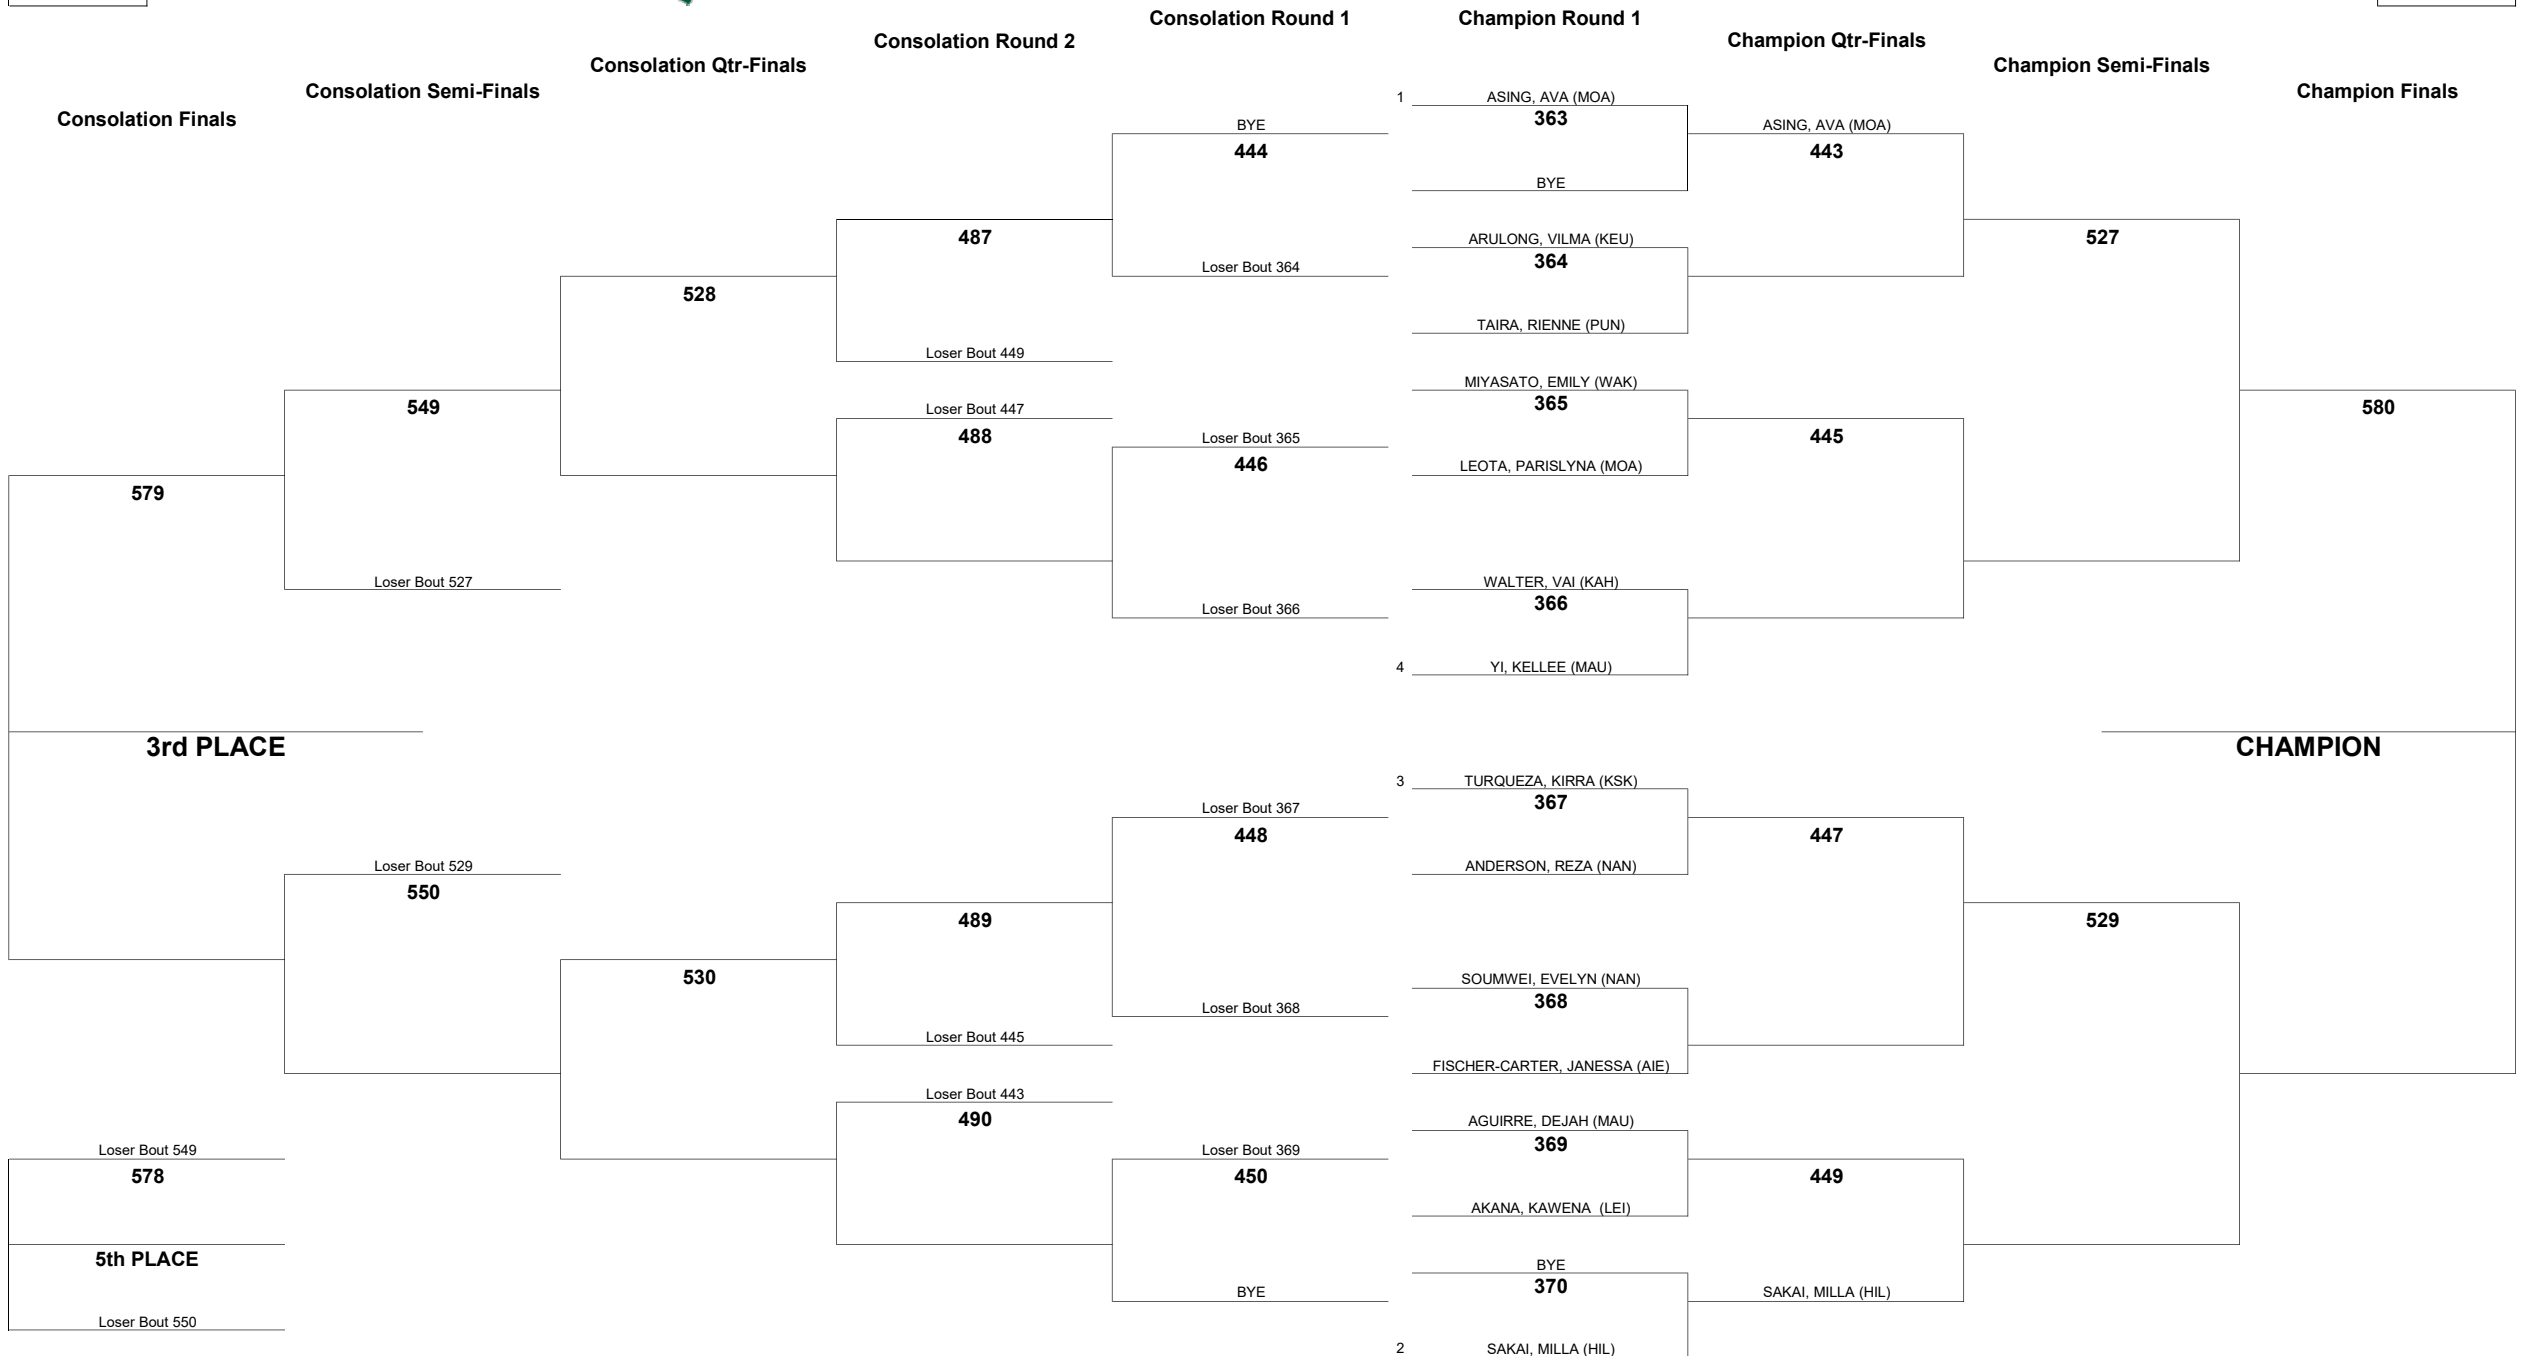 Consolation Round 1
Champion Round 1
Consolation Round 2
Champion Qtr-Finals
Consolation Qtr-Finals
Champion Semi-Finals
Consolation Semi-Finals
Champion Finals
Consolation Finals
1 ASING, AVA (MOA)
363
BYE
ASING, AVA (MOA)
444
443
BYE
487
ARULONG, VILMA (KEU)
527
364
Loser Bout 364
528
TAIRA, RIENNE (PUN)
Loser Bout 449
MIYASATO, EMILY (WAK)
549
Loser Bout 447
365
580
488
Loser Bout 365
445
446
LEOTA, PARISLYNA (MOA)
579
Loser Bout 527
WALTER, VAI (KAH)
366
Loser Bout 366
4 YI, KELLEE (MAU)
3rd PLACE
CHAMPION
3 TURQUEZA, KIRRA (KSK)
367
Loser Bout 367
448
447
Loser Bout 529
ANDERSON, REZA (NAN)
550
489
529
530
SOUMWEI, EVELYN (NAN)
368
Loser Bout 368
Loser Bout 445
FISCHER-CARTER, JANESSA (AIE)
Loser Bout 443
490
AGUIRRE, DEJAH (MAU)
369
Loser Bout 549
Loser Bout 369
578
450
449
AKANA, KAWENA (LEI)
5th PLACE
BYE
370
BYE
SAKAI, MILLA (HIL)
Loser Bout 550
2 SAKAI, MILLA (HIL)